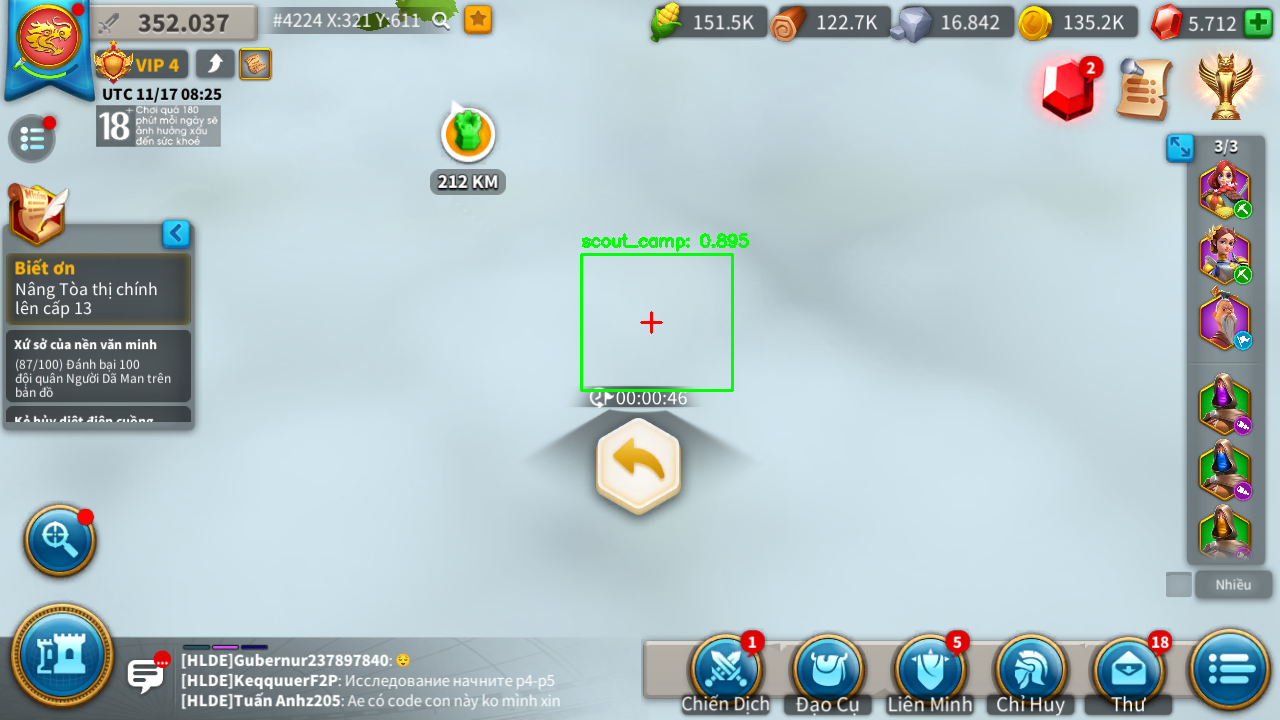 352.037
#4224 X:321 Y:611
151.5K
122.7K
16.842
135.2K
5.712
VIP 4
UTC 11/17 08:25
18+
Chơi quá 180
phút mỗi ngày sẽ
ảnh hưởng xấu
đến sức khoẻ
2
3/3
212 KM
scout_camp: 0.895
00:00:46
Biết ơn
Nâng Tòa thị chính
lên cấp 13
Xứ sở của nền văn minh
(87/100) Đánh bại 100
đội quân Người Dã Man trên
bản đồ
Kẻ hủy diệt điên cuồng
Nhiều
[HLDE]Gubernur237897840: 😌
[HLDE]KeqquuerF2P: Исследование начните р4-р5
[HLDE]Tuấn Anhz205: Ae có code con này ko mình xin
1
5
18
Chiến Dịch
Đạo Cụ
Liên Minh
Chỉ Huy
Thư